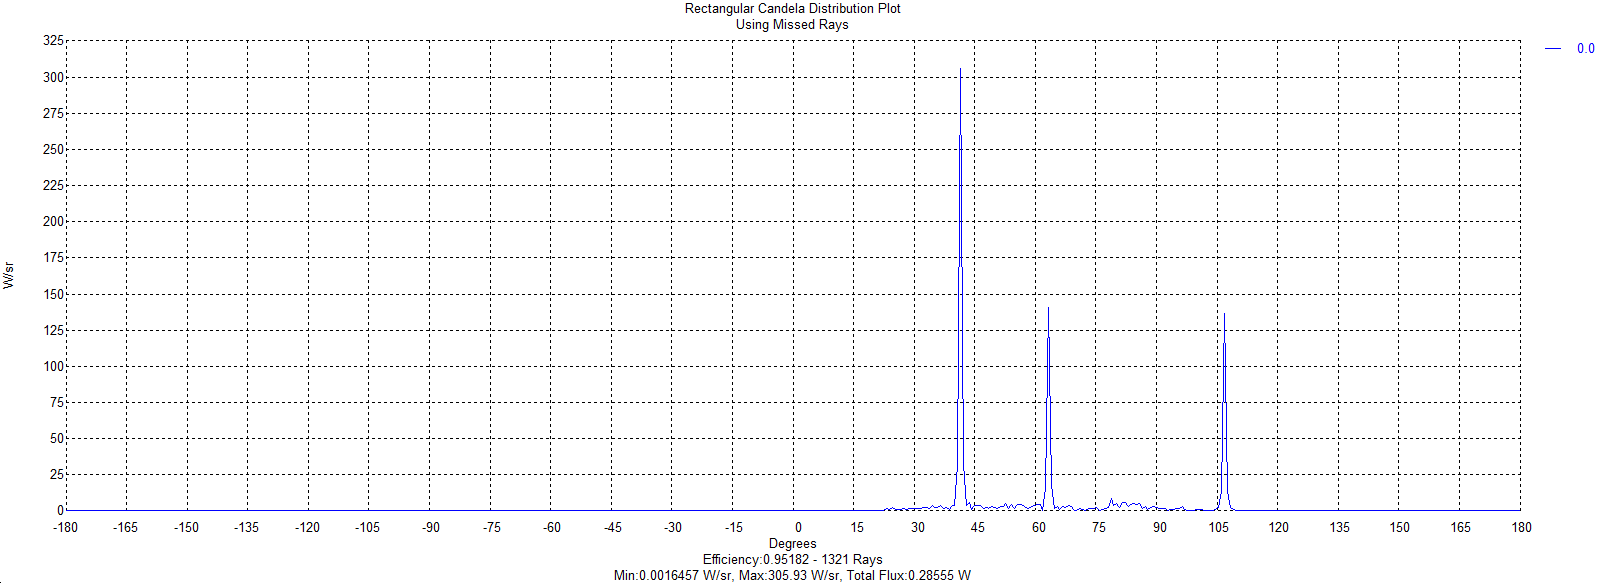 Rectangular Candela Distribution Plot
Using Missed Rays
0.0
325
300
275
250
225
200
175
150
125
100
75
50
25
0
W/sr
-180 -165 -150 -135 -120 -105 -90 -75 -60 -45 -30 -15 0 15 30 45 60 75 90 105 120 135 150 165 180
Degrees
Efficiency:0.95182 - 1321 Rays
Min:0.0016457 W/sr, Max:305.93 W/sr, Total Flux:0.28555 W